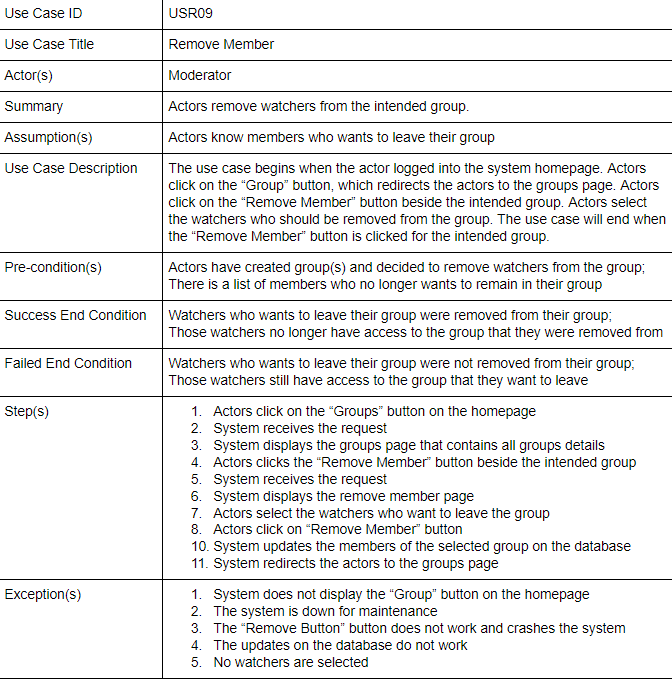 Use Case ID USR09
Use Case Title Remove Member
Actor(s) Moderator
Summary Actors remove watchers from the intended group.
Assumption(s) Actors know members who wants to leave their group
Use Case Description The use case begins when the actor logged into the system homepage. Actors
click on the “Group” button, which redirects the actors to the groups page. Actors
click on the “Remove Member” button beside the intended group. Actors select
the watchers who should be removed from the group. The use case will end when
the “Remove Member” button is clicked for the intended group.
Pre-condition(s) Actors have created group(s) and decided to remove watchers from the group;
There is a list of members who no longer wants to remain in their group
Success End Condition Watchers who wants to leave their group were removed from their group;
Those watchers no longer have access to the group that they were removed from
Failed End Condition Watchers who wants to leave their group were not removed from their group;
Those watchers still have access to the group that they want to leave
Step(s) 1. Actors click on the “Groups” button on the homepage
2. System receives the request
3. System displays the groups page that contains all groups details
4. Actors clicks the “Remove Member” button beside the intended group
5. System receives the request
6. System displays the remove member page
7. Actors select the watchers who want to leave the group
8. Actors click on “Remove Member” button
10. System updates the members of the selected group on the database
11. System redirects the actors to the groups page
Exception(s) 1. System does not display the “Group” button on the homepage
2. The system is down for maintenance
3. The “Remove Button” button does not work and crashes the system
4. The updates on the database do not work
5. No watchers are selected